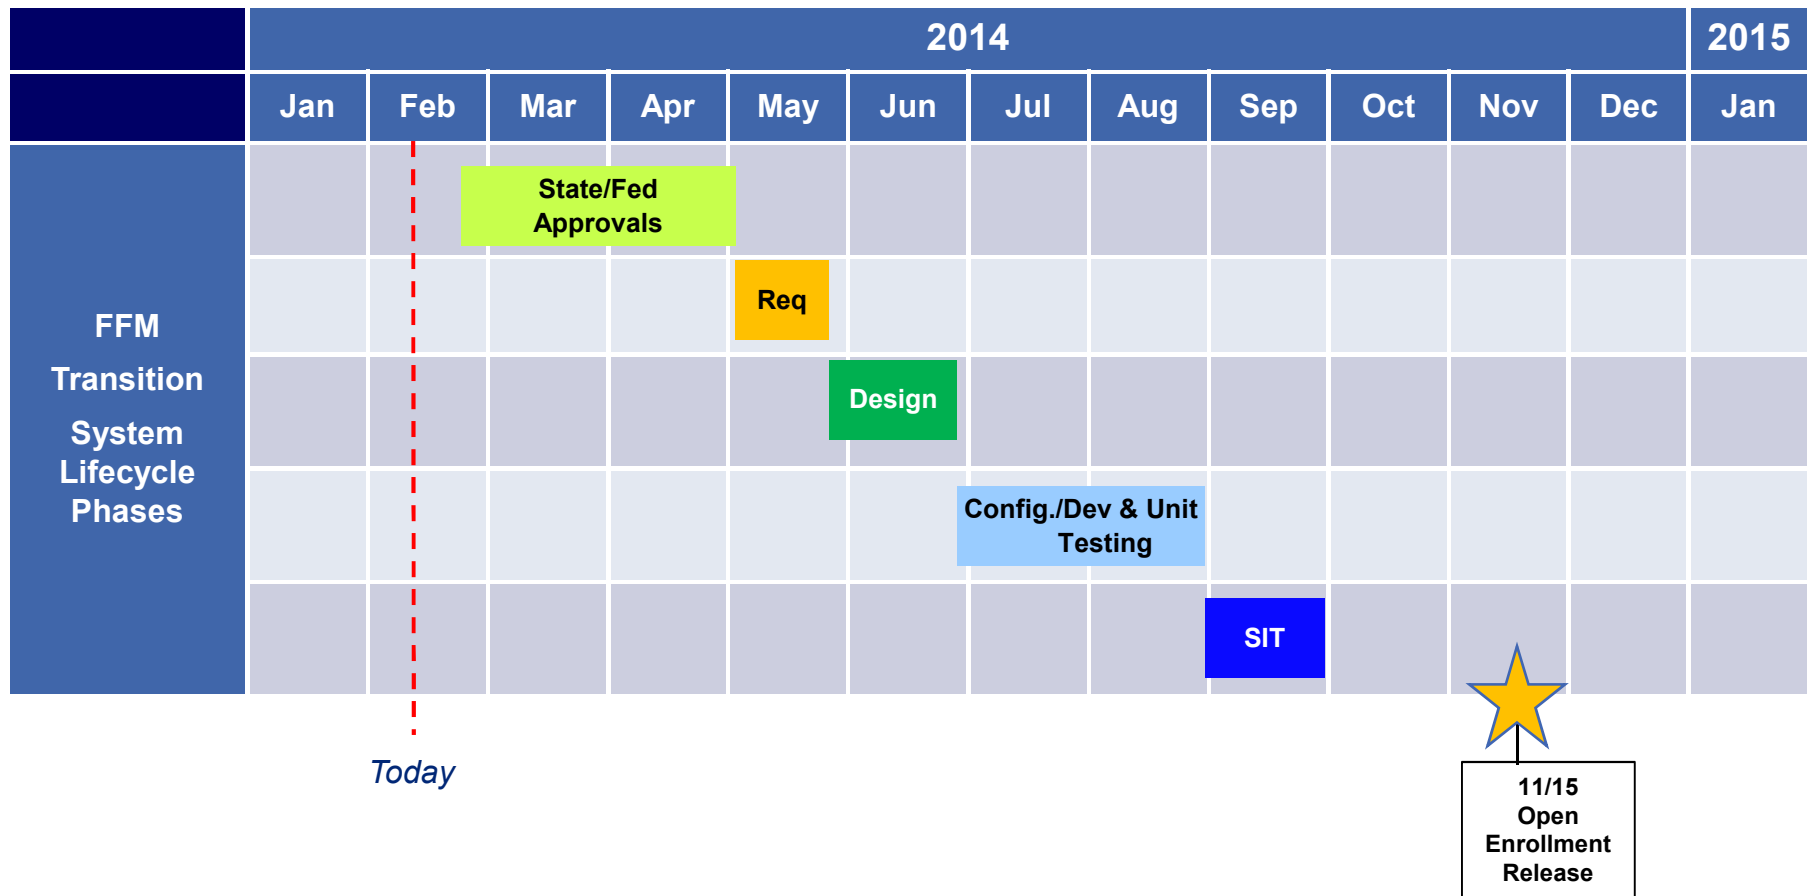 2014
2015
Jan
Feb
Mar
Apr
May
Jun
Jul
Aug
Sep
Oct
Nov
Dec
Jan
FFM
Transition
System
Lifecycle
Phases
State/Fed
Approvals
Req
Design
Config./Dev & Unit
Testing
SIT
Today
11/15
Open
Enrollment
Release